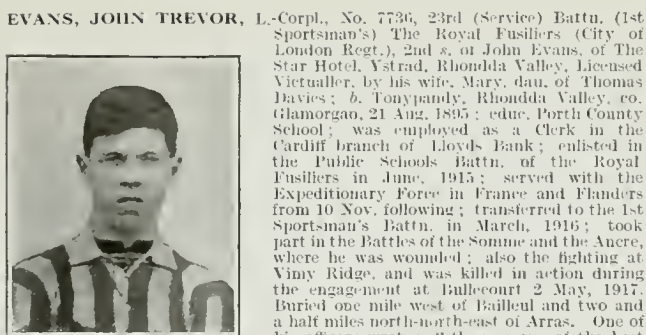 EVANS, JOHN TREVOR, L.-Corpl., No. 7736, 23rd (Service) Battn. (1st
Sportsman's) The Royal Fusiliers (City of
London Regt.), 2nd s. of John Evans, of The
Star Hotel, Ystrad, Rhondda Valley, Licensed
Victualler, by his wife, Mary, dau. of Thomas
Davies; b. Tonypandy, Rhondda Valley, co.
Glamorgan, 21 Aug. 1895; educ. Porth County
School; was employed as a Clerk in the
Cardiff branch of Lloyds Bank; enlisted in
the Public Schools Battn. of the Royal
Fusiliers in June, 1915; served with the
Expeditionary Force in France and Flanders
from 10 Nov. following; transferred to the 1st
Sportsman's Battn. in March, 1916; took
part in the Battles of the Somme and the Ancre,
where he was wounded; also the fighting at
Vimy Ridge, and was killed in action during
the engagement at Bullecourt 2 May, 1917.
Buried one mile west of Bailleul and two and
a half miles north-north-east of Arras. One of